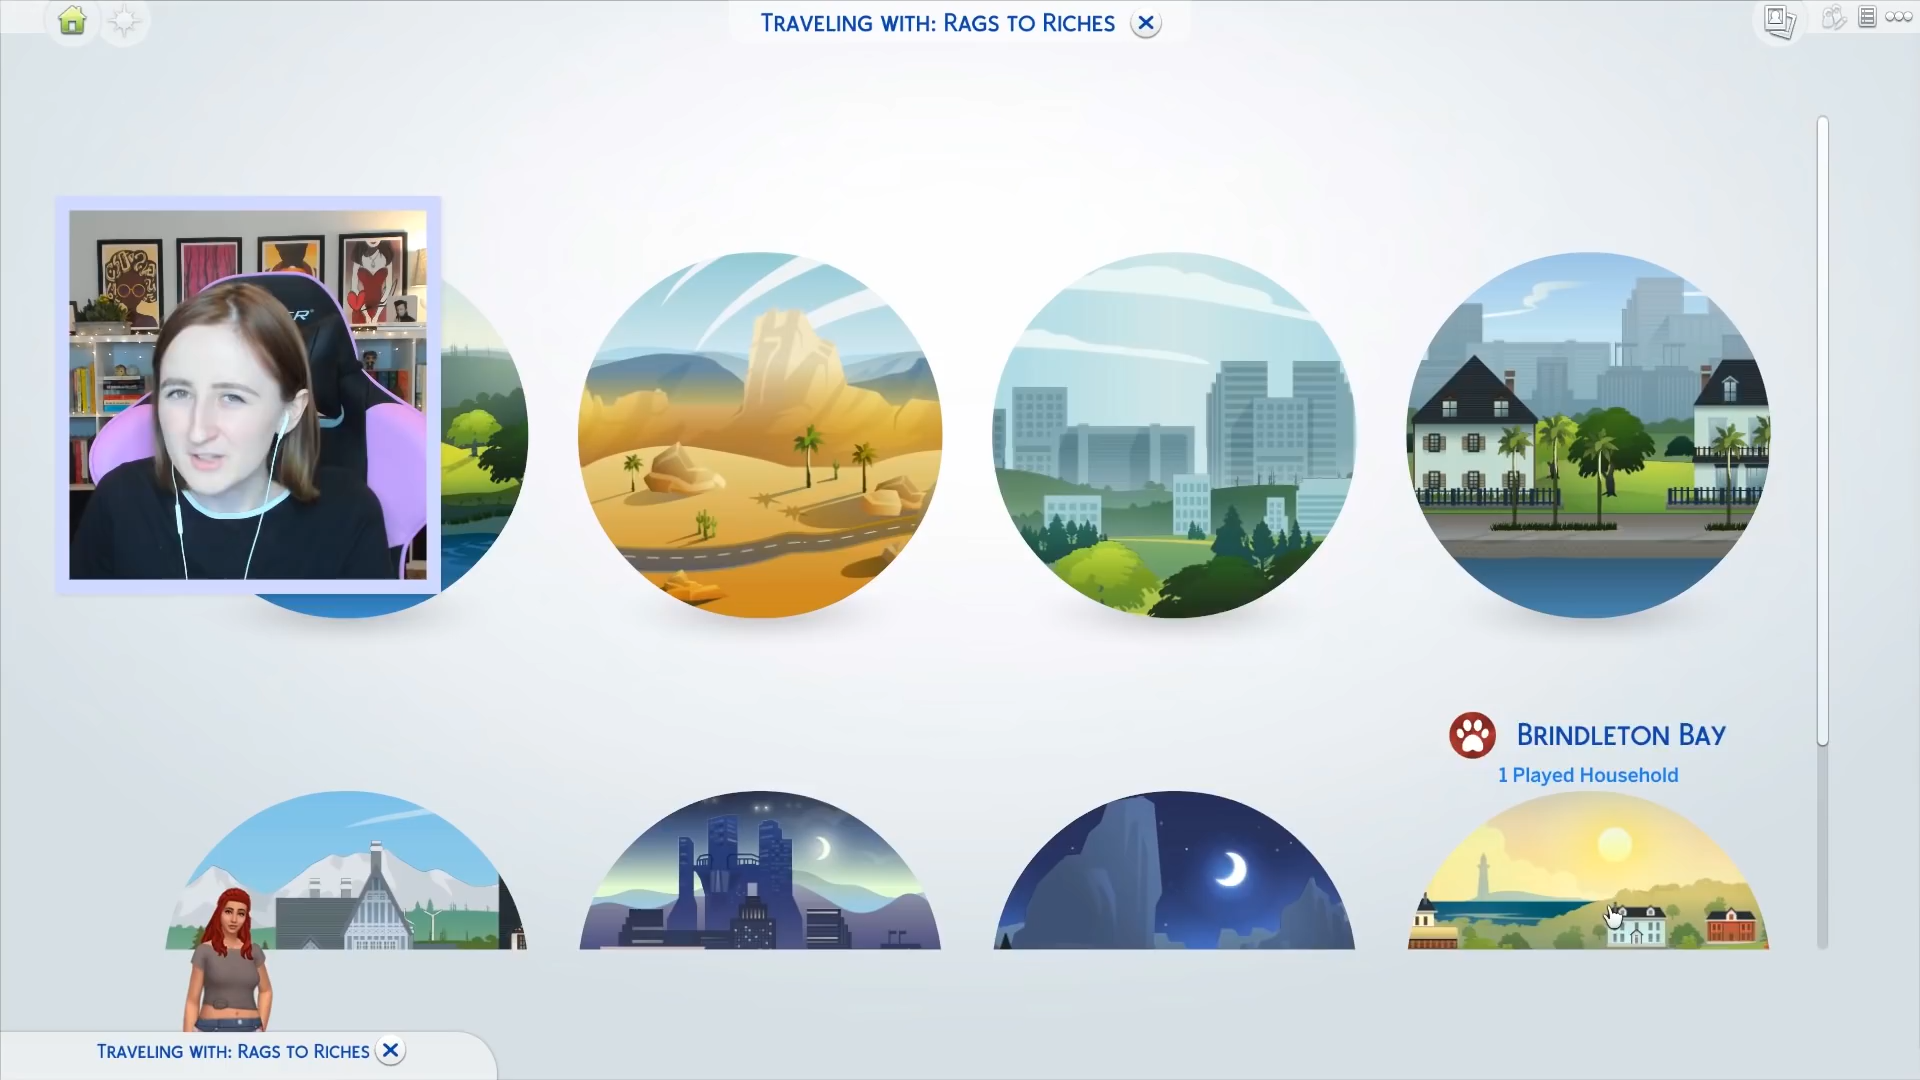 TRAVELING WITH: RAGS TO RICHES
BRINDLETON BAY
1 Played Household
TRAVELING WITH: RAGS TO RICHES